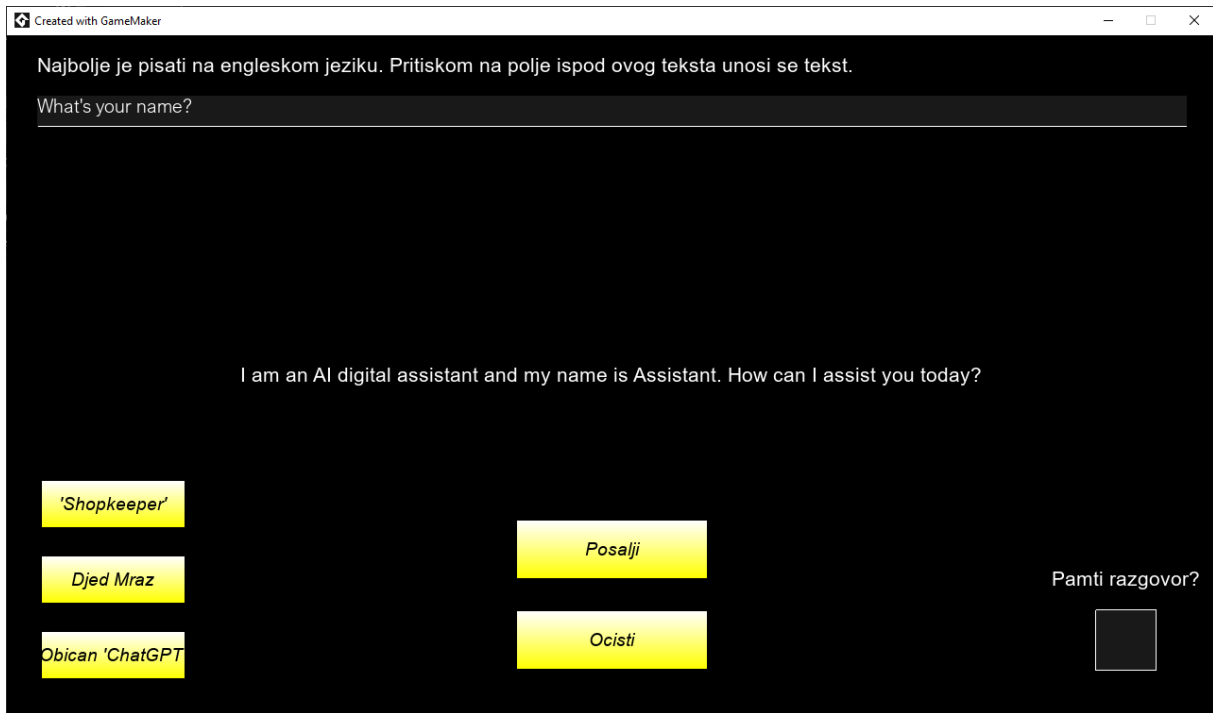 Created with GameMaker
Najbolje je pisati na engleskom jeziku. Pritiskom na polje ispod ovog teksta unosi se tekst.
What's your name?
I am an AI digital assistant and my name is Assistant. How can I assist you today?
'Shopkeeper'
Posalji
Djed Mraz
Pamti razgovor?
Ocisti
Obican 'ChatGPT